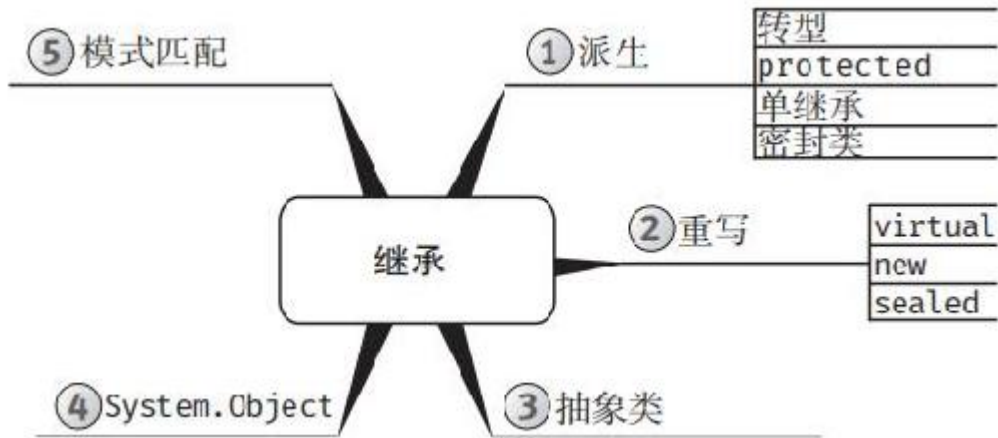 ⑤模式匹配
①派生
转型
protected
单继承
密封类
继承
②重写
virtual
new
sealed
④System.Object
③抽象类